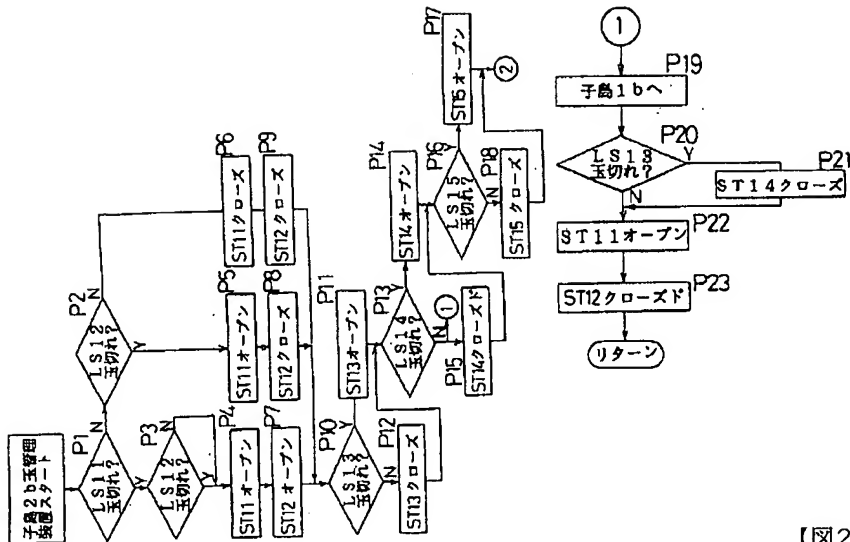 子島2b玉管理
装置スタート
P1
LS11
玉切れ?
N
Y
P2
LS12
玉切れ?
N
Y
P3
LS12
玉切れ?
N
Y
P4
ST11オープン
P7
ST12オープン
P5
ST11オープン
P8
ST12クローズ
P6
ST11クローズ
P9
ST12クローズ
P10
LS13
玉切れ?
Y
N
P11
ST13オープン
P12
ST13クローズ
P13
LS14
玉切れ?
Y
N
1
P14
ST14オープン
P15
ST14クローズド
P16
LS15
玉切れ?
Y
N
P17
ST15オープン
2
P18
ST15クローズ
1
P19
子島1bへ
P20
LS13
玉切れ?
Y
N
P21
ST14クローズ
P22
ST11オープン
P23
ST12クローズド
リターン
【図2